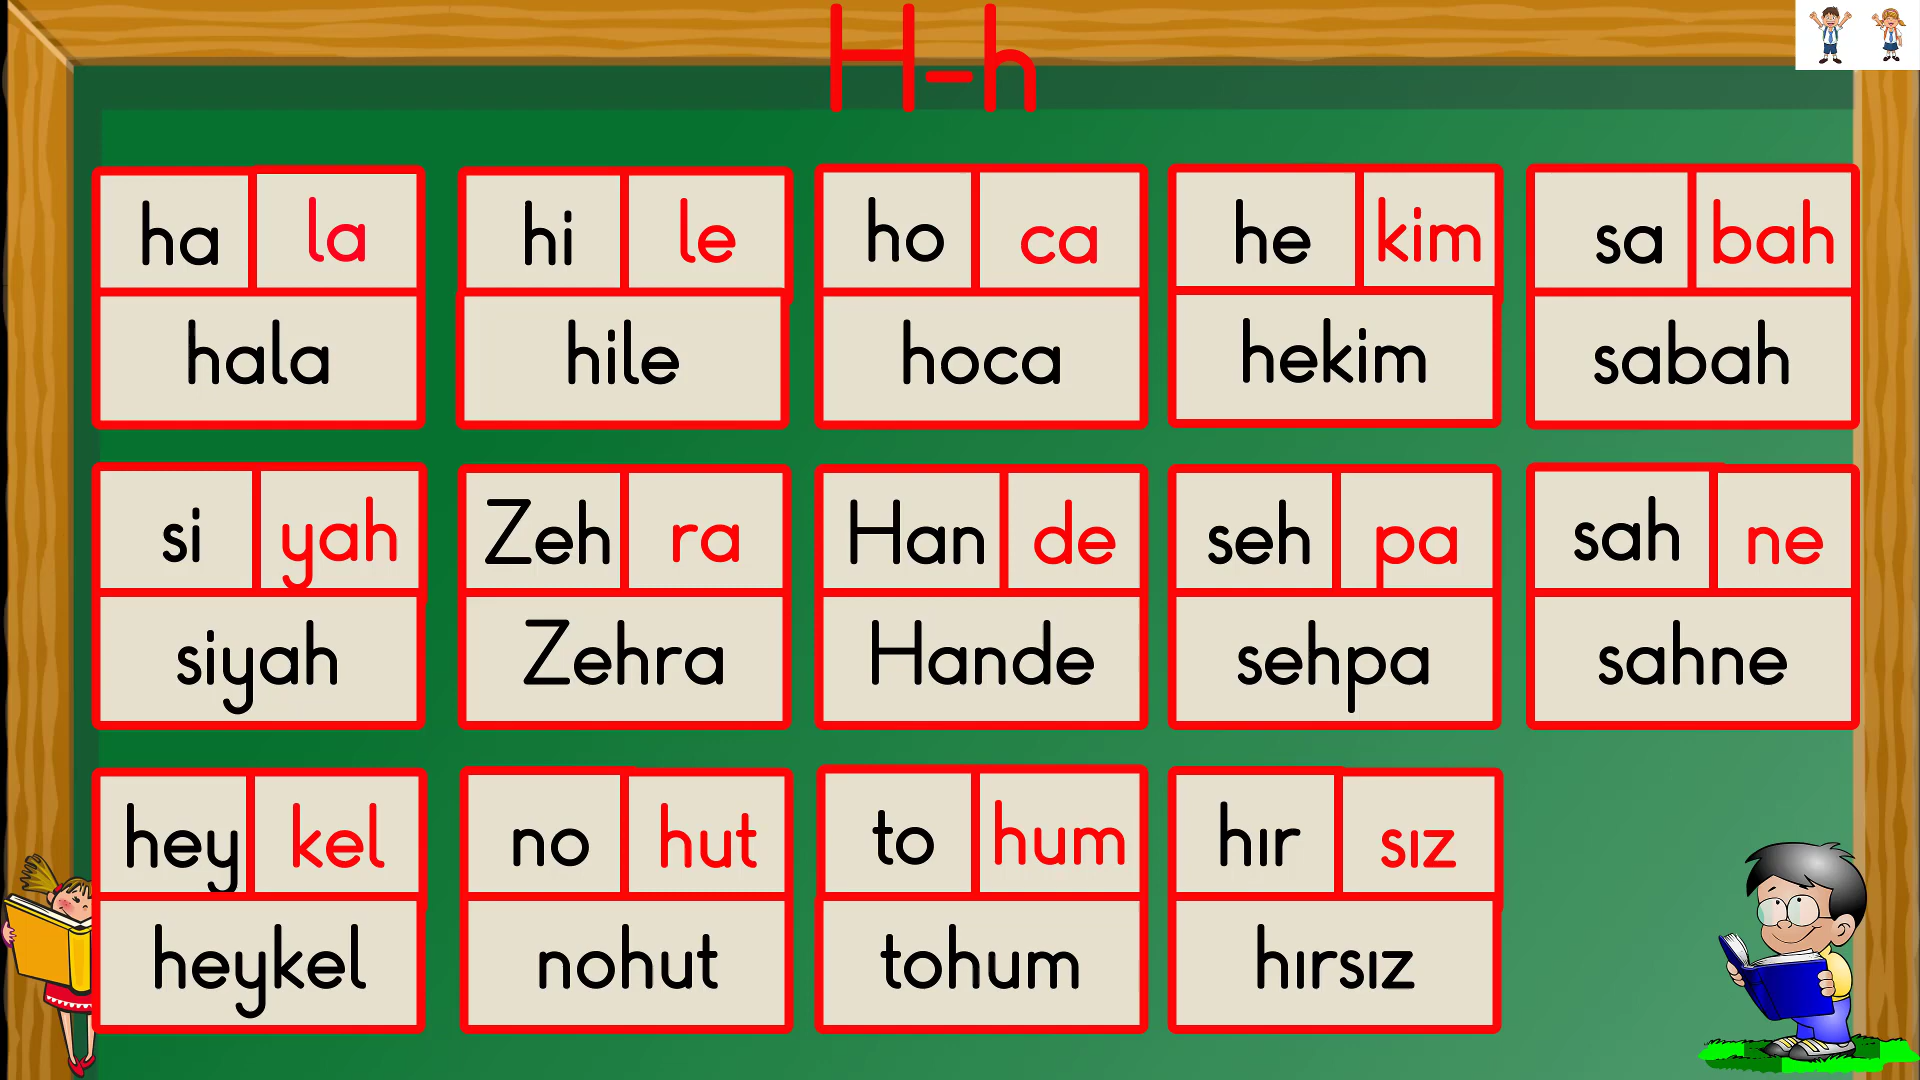 H-h
ha la hi le ho ca he kim sa bah
hala hile hoca hekim sabah
si yah Zeh ra Han de seh pa sah ne
siyah Zehra Hande sehpa sahne
hey kel no hut to hum hır sız
heykel nohut tohum hırsız